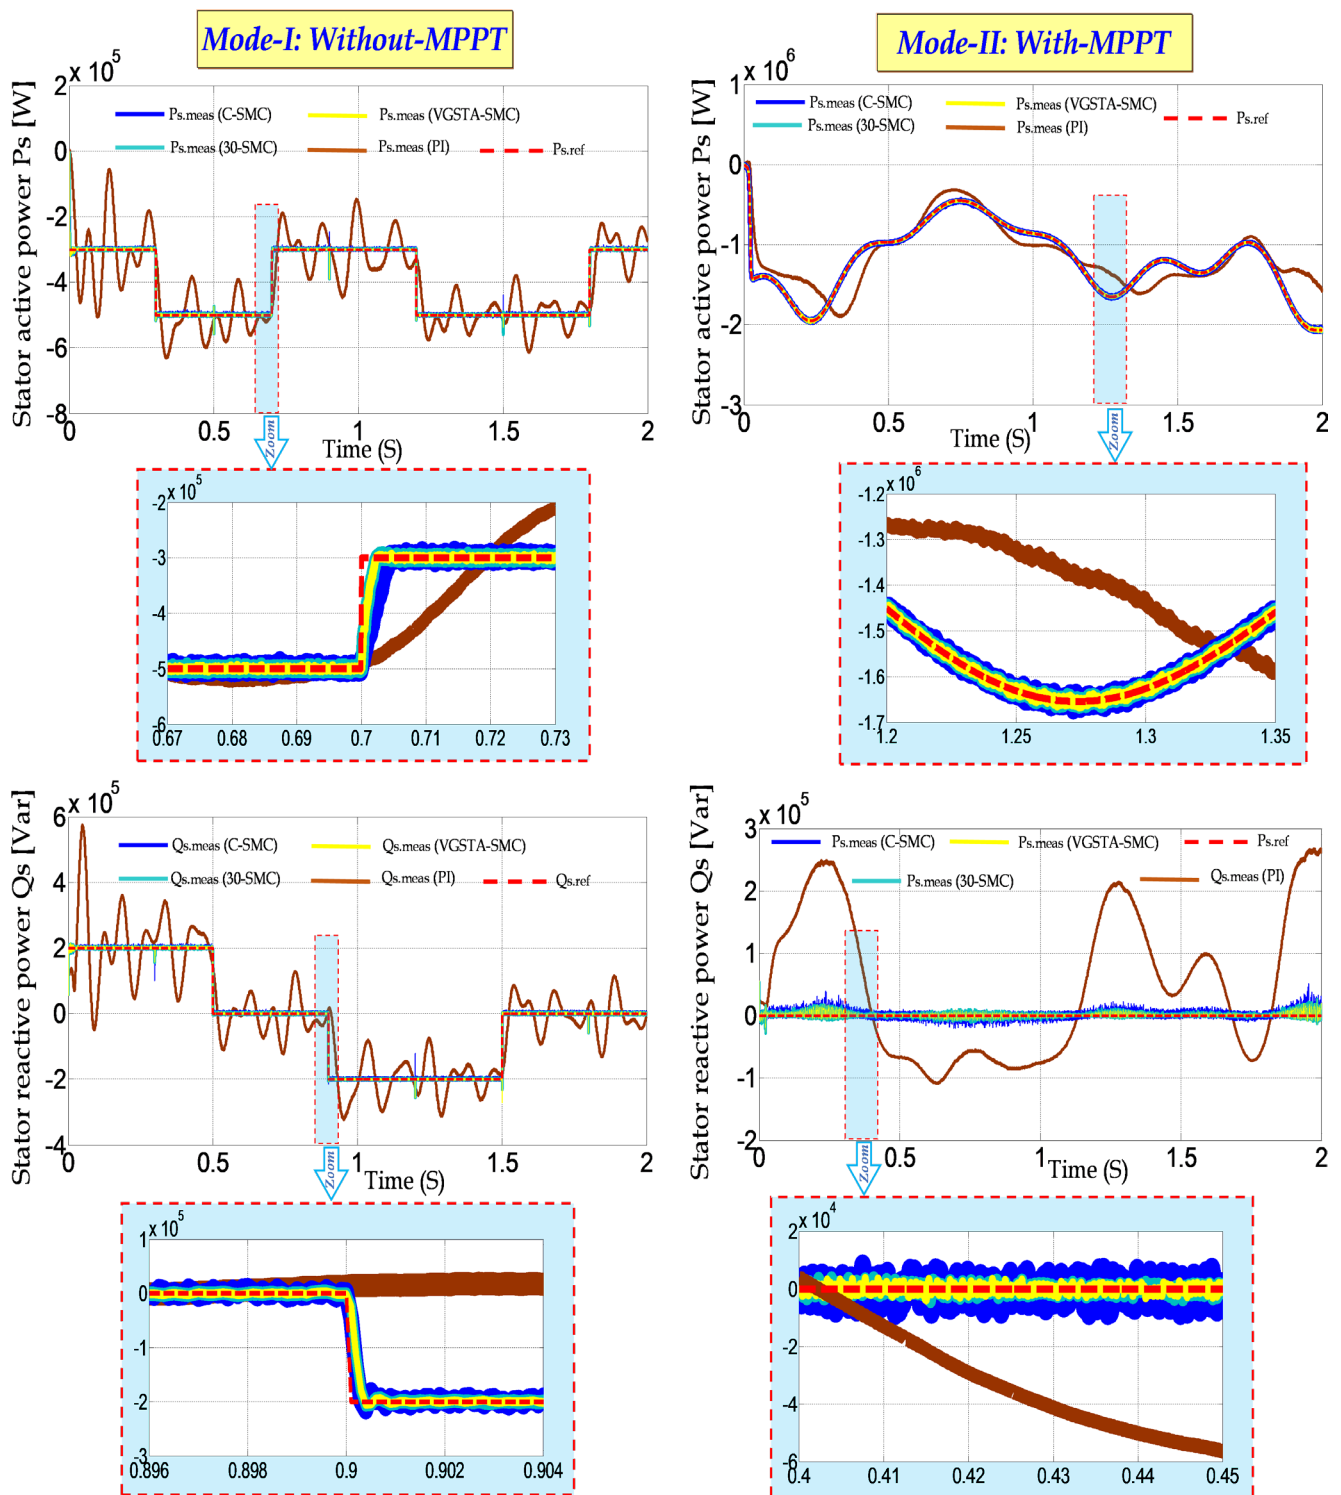 Mode-I: Without-MPPT
Mode-II: With-MPPT
x 10^5
Stator active power Ps [W]
Ps.meas (C-SMC)
Ps.meas (VGSTA-SMC)
Ps.meas (30-SMC)
Ps.meas (PI)
Ps.ref
2
0
-2
-4
-6
-8
0
0.5
1
1.5
2
Time (S)
Zoom
x 10^5
-2
-3
-4
-5
-6
0.67
0.68
0.69
0.7
0.71
0.72
0.73
x 10^6
Stator active power Ps [W]
Ps.meas (C-SMC)
Ps.meas (VGSTA-SMC)
Ps.meas (30-SMC)
Ps.meas (PI)
Ps.ref
1
0
-1
-2
-3
0
0.5
1
1.5
2
Time (S)
Zoom
x 10^6
-1.2
-1.3
-1.4
-1.5
-1.6
-1.7
1.2
1.25
1.3
1.35
x 10^5
Stator reactive power Qs [Var]
Qs.meas (C-SMC)
Qs.meas (VGSTA-SMC)
Qs.meas (30-SMC)
Qs.meas (PI)
Qs.ref
6
4
2
0
-2
-4
0
0.5
1
1.5
2
Time (S)
Zoom
x 10^5
1
0
-1
-2
-3
0.896
0.898
0.9
0.902
0.904
x 10^5
Stator reactive power Qs [Var]
Ps.meas (C-SMC)
Ps.meas (VGSTA-SMC)
Ps.ref
Ps.meas (30-SMC)
Qs.meas (PI)
3
2
1
0
-1
-2
0
0.5
1
1.5
2
Time (S)
Zoom
x 10^4
2
0
-2
-4
-6
0.4
0.41
0.42
0.43
0.44
0.45